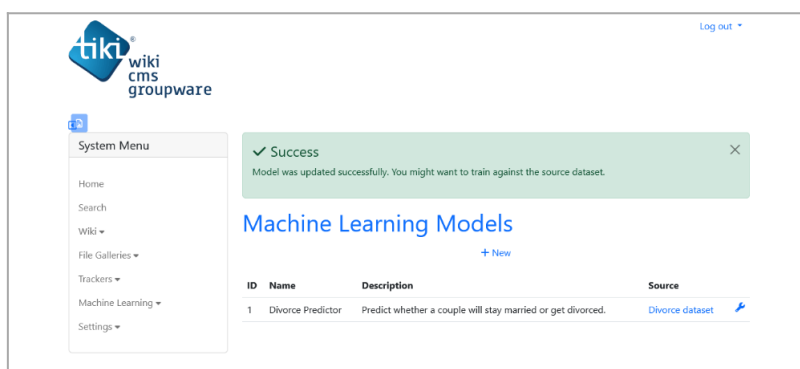 Log out
tiki®
wiki
cms
groupware
System Menu
Home
Search
Wiki
File Galleries
Trackers
Machine Learning
Settings
Success
Model was updated successfully. You might want to train against the source dataset.
Machine Learning Models
+ New
ID Name Description Source
1 Divorce Predictor Predict whether a couple will stay married or get divorced. Divorce dataset